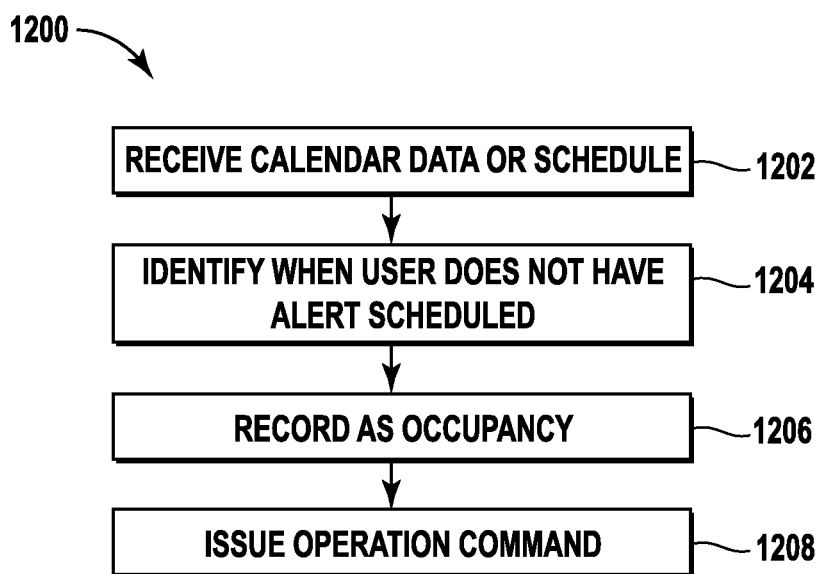 1200
RECEIVE CALENDAR DATA OR SCHEDULE
1202
IDENTIFY WHEN USER DOES NOT HAVE
ALERT SCHEDULED
1204
RECORD AS OCCUPANCY
1206
ISSUE OPERATION COMMAND
1208